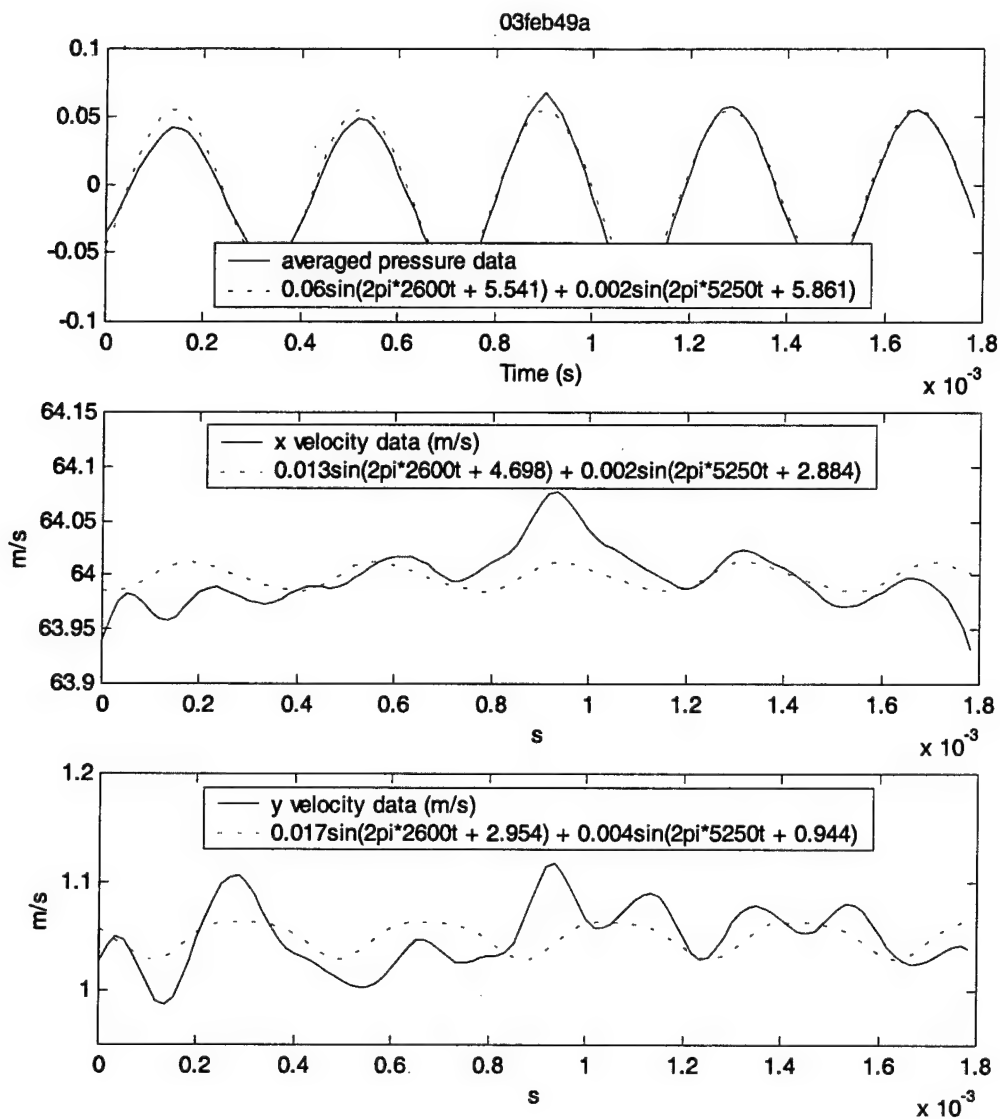 03feb49a
0.1
0.05
0
-0.05
-0.1
averaged pressure data
0.06sin(2pi*2600t + 5.541) + 0.002sin(2pi*5250t + 5.861)
0 0.2 0.4 0.6 0.8 1 1.2 1.4 1.6 1.8
Time (s)
x 10-3
64.15
64.1
64.05
64
63.95
63.9
m/s
x velocity data (m/s)
0.013sin(2pi*2600t + 4.698) + 0.002sin(2pi*5250t + 2.884)
0 0.2 0.4 0.6 0.8 1 1.2 1.4 1.6 1.8
s
x 10-3
1.2
1.1
1
m/s
y velocity data (m/s)
0.017sin(2pi*2600t + 2.954) + 0.004sin(2pi*5250t + 0.944)
0 0.2 0.4 0.6 0.8 1 1.2 1.4 1.6 1.8
s
x 10-3